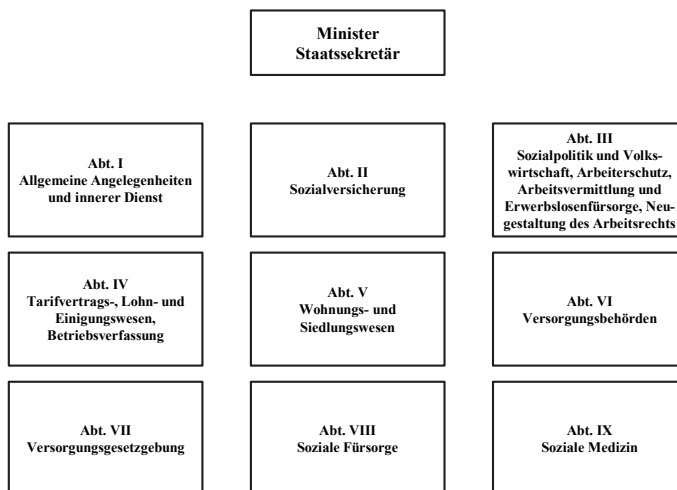 Minister
Staatssekretär
Abt. I
Allgemeine Angelegenheiten
und innerer Dienst
Abt. II
Sozialversicherung
Abt. III
Sozialpolitik und Volks-
wirtschaft, Arbeiterschutz,
Arbeitsvermittlung und
Erwerbslosenfürsorge, Neu-
gestaltung des Arbeitsrechts
Abt. IV
Tarifvertrags-, Lohn- und
Einigungswesen,
Betriebsverfassung
Abt. V
Wohnungs- und
Siedlungswesen
Abt. VI
Versorgungsbehörden
Abt. VII
Versorgungsgesetzgebung
Abt. VIII
Soziale Fürsorge
Abt. IX
Soziale Medizin